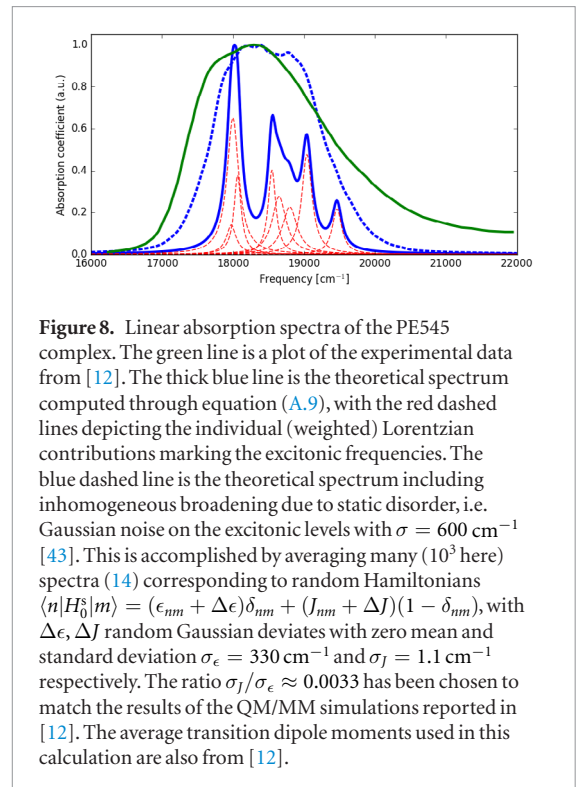 1.0
0.8
0.6
0.4
0.2
0.0
Absorption coefficient (a.u.)
16000 17000 18000 19000 20000 21000 22000
Frequency [cm⁻¹]
Figure 8. Linear absorption spectra of the PE545
complex. The green line is a plot of the experimental data
from [12]. The thick blue line is the theoretical spectrum
computed through equation (A.9), with the red dashed
lines depicting the individual (weighted) Lorentzian
contributions marking the excitonic frequencies. The
blue dashed line is the theoretical spectrum including
inhomogeneous broadening due to static disorder, i.e.
Gaussian noise on the excitonic levels with σ = 600 cm⁻¹
[43]. This is accomplished by averaging many (10³ here)
spectra (14) corresponding to random Hamiltonians
⟨n|H₀ˢ|m⟩ = (ϵₙₘ + Δϵ)δₙₘ + (Jₙₘ + ΔJ)(1 − δₙₘ), with
Δϵ, ΔJ random Gaussian deviates with zero mean and
standard deviation σ_ϵ = 330 cm⁻¹ and σ_J = 1.1 cm⁻¹
respectively. The ratio σ_J/σ_ϵ ≈ 0.0033 has been chosen to
match the results of the QM/MM simulations reported in
[12]. The average transition dipole moments used in this
calculation are also from [12].